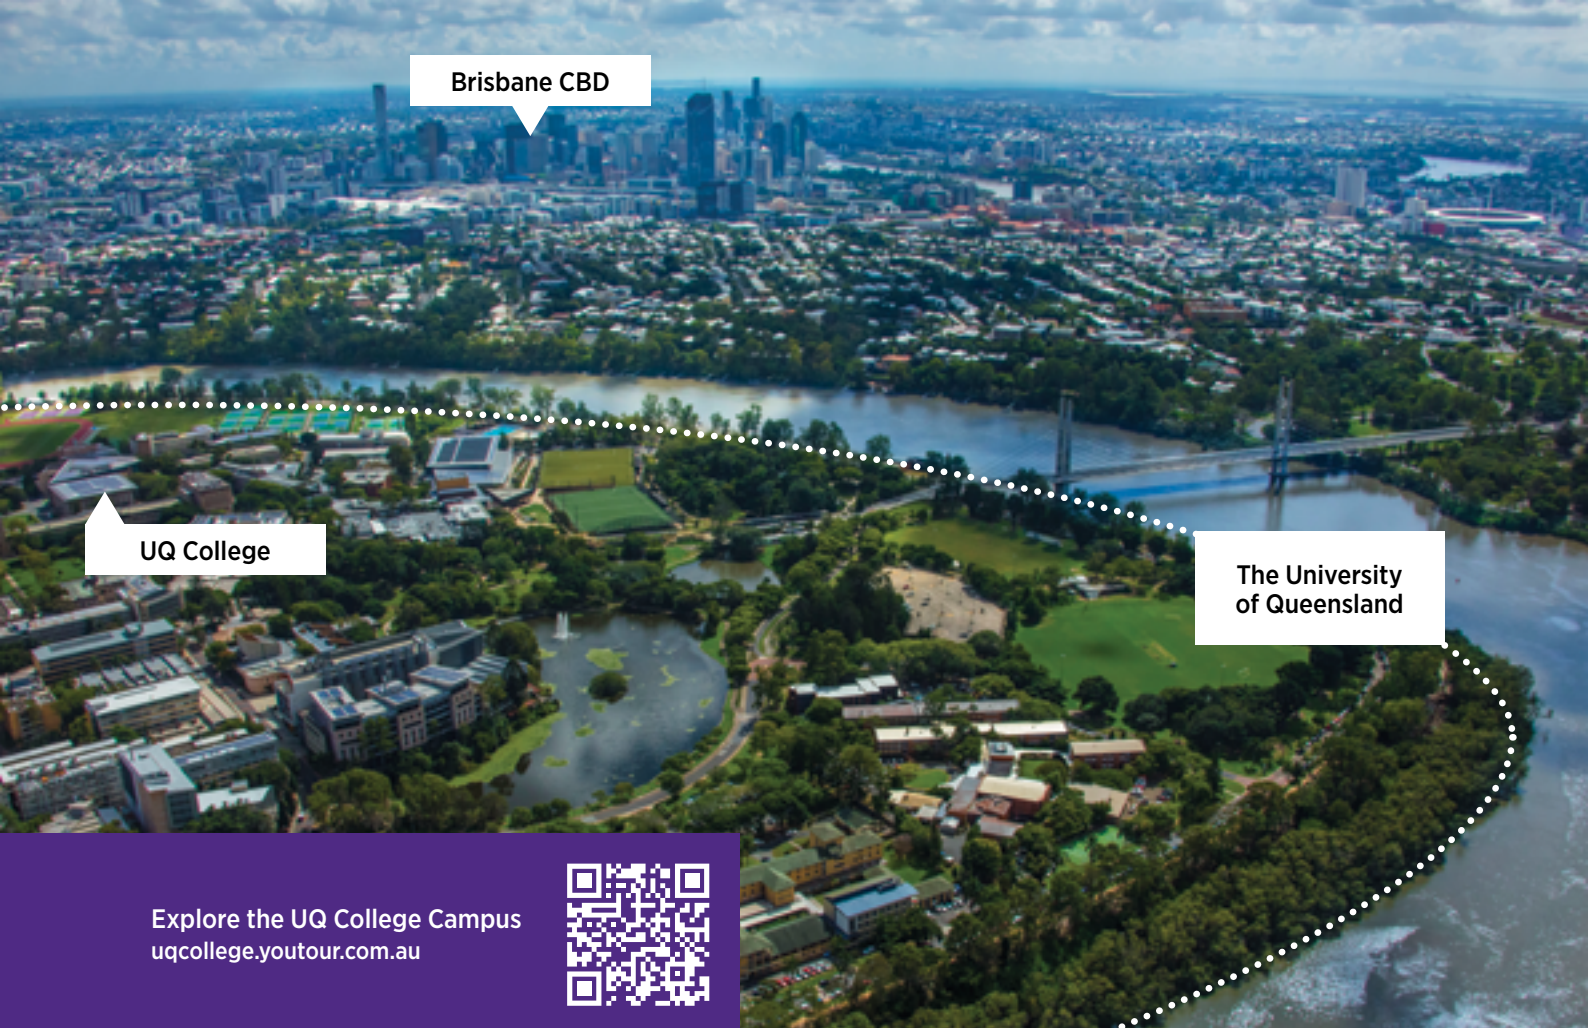 Brisbane CBD
UQ College
The University
of Queensland
Explore the UQ College Campus
uqcollege.youtour.com.au